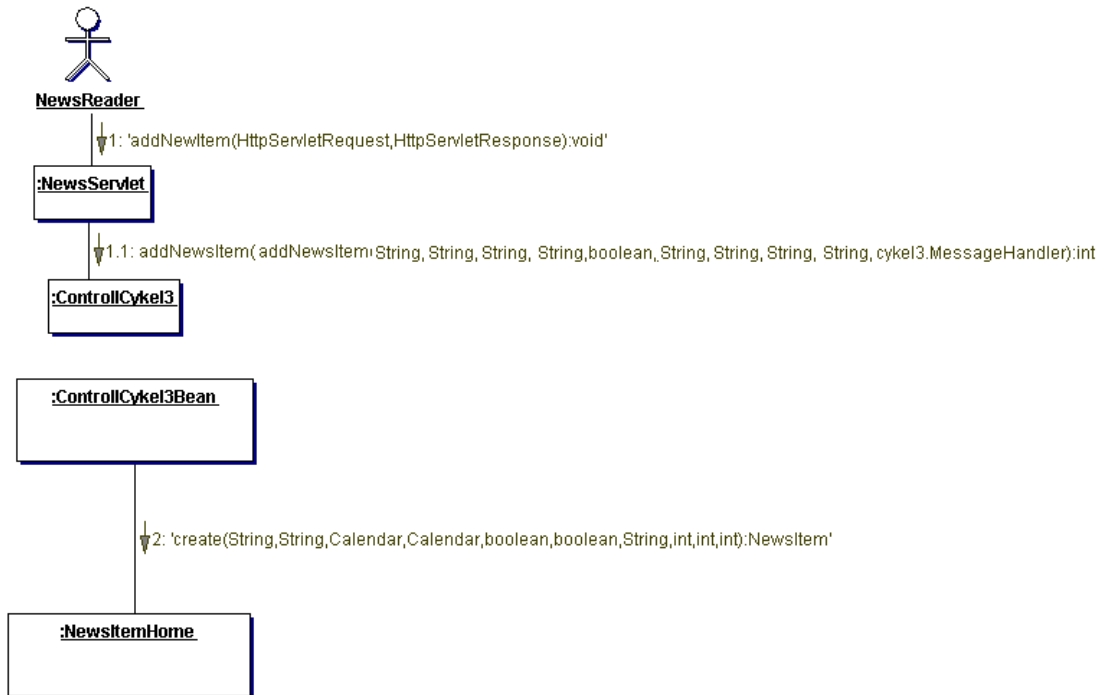 NewsReader
1: 'addNewItem(HttpServletRequest,HttpServletResponse):void'
:NewsServlet
1.1: addNewsItem( addNewsItem String, String, String, String,boolean, String, String, String, String, cykel3.MessageHandler):int
:ControllCykel3
:ControllCykel3Bean
2: 'create(String,String,Calendar,Calendar,boolean,boolean,String,int,int,int):NewsItem'
:NewsItemHome